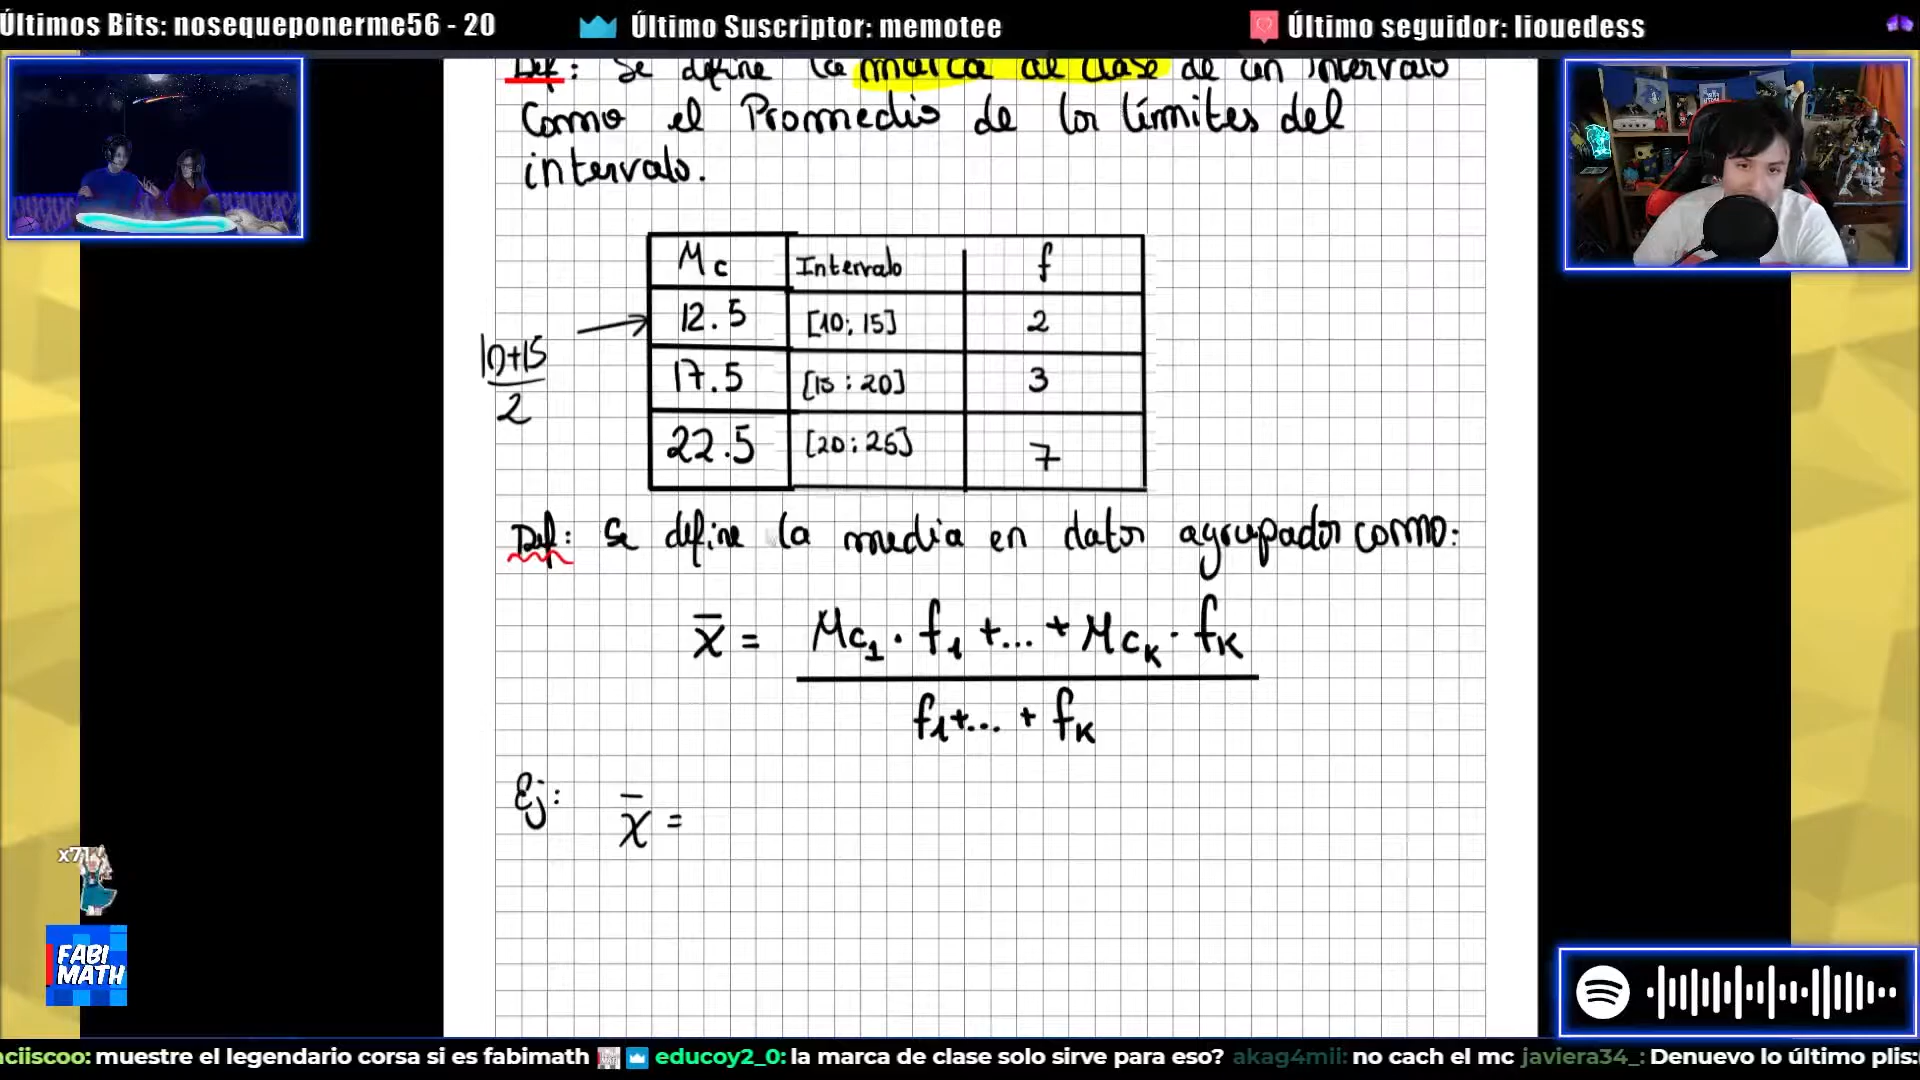 Últimos Bits: nosequeponerme56 - 20
Último Suscriptor: memotee
Último seguidor: liouedess
Def: Se define la marca de clase de un intervalo
Como el Promedio de los límites del
intervalo.
Mc Intervalo f
12.5 [10; 15] 2
17.5 [15 ; 20] 3
22.5 [20 ; 25] 7
10+15
2
Def: Se define la media en datos agrupados como:
x̄ = Mc₁ · f₁ + ... + Mcₖ · fₖ
f₁ + ... + fₖ
Ej: x̄ =
FABI
MATH
ciiscoo: muestre el legendario corsa si es fabimath educoy2_0: la marca de clase solo sirve para eso? akag4mii: no cach el mc javiera34_: Denuevo lo último plis: